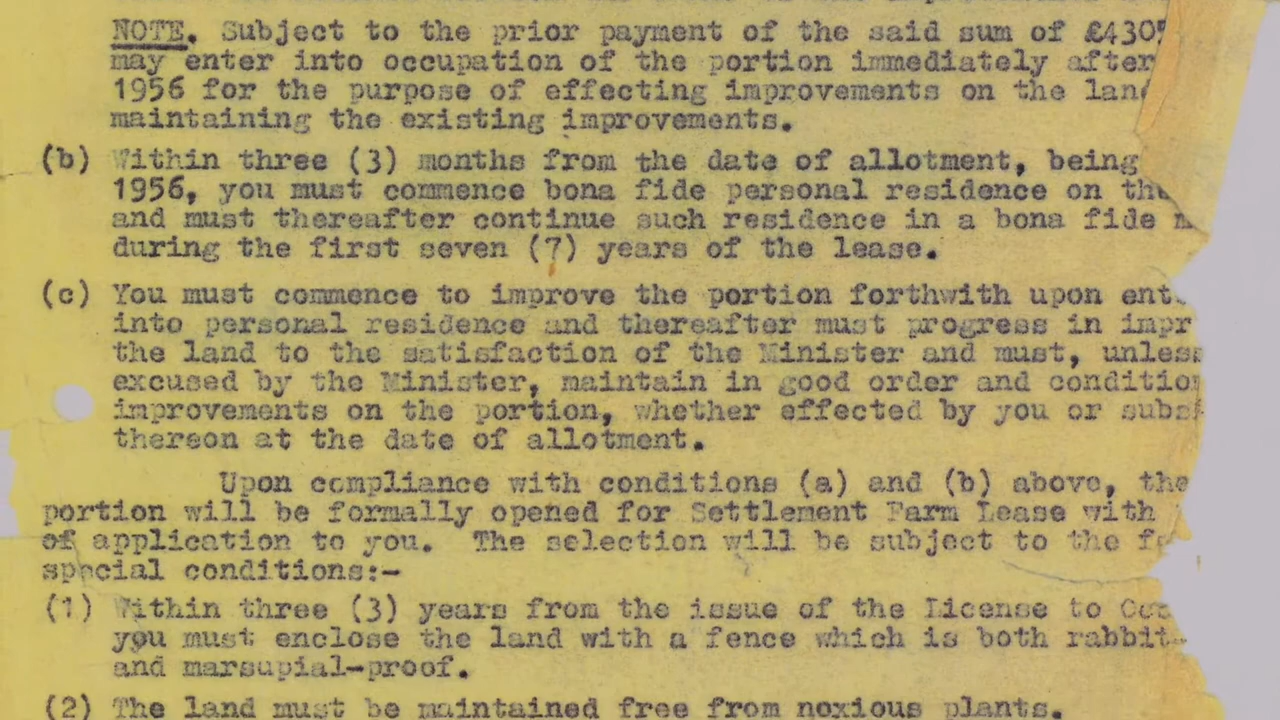 NOTE. Subject to the prior payment of the said sum of £430
may enter into occupation of the portion immediately after
1956 for the purpose of effecting improvements on the lan
maintaining the existing improvements.
(b) Within three (3) months from the date of allotment, being
1956, you must commence bona fide personal residence on the
and must thereafter continue such residence in a bona fide m
during the first seven (7) years of the lease.
(c) You must commence to improve the portion forthwith upon ent
into personal residence and thereafter must progress in impr
the land to the satisfaction of the Minister and must, unless
excused by the Minister, maintain in good order and condition
improvements on the portion, whether effected by you or subs
thereon at the date of allotment.
Upon compliance with conditions (a) and (b) above, the
portion will be formally opened for Settlement Farm Lease with
of application to you. The selection will be subject to the f
special conditions:-
(1) Within three (3) years from the issue of the License to Occ
you must enclose the land with a fence which is both rabbit-
and marsupial-proof.
(2) The land must be maintained free from noxious plants.